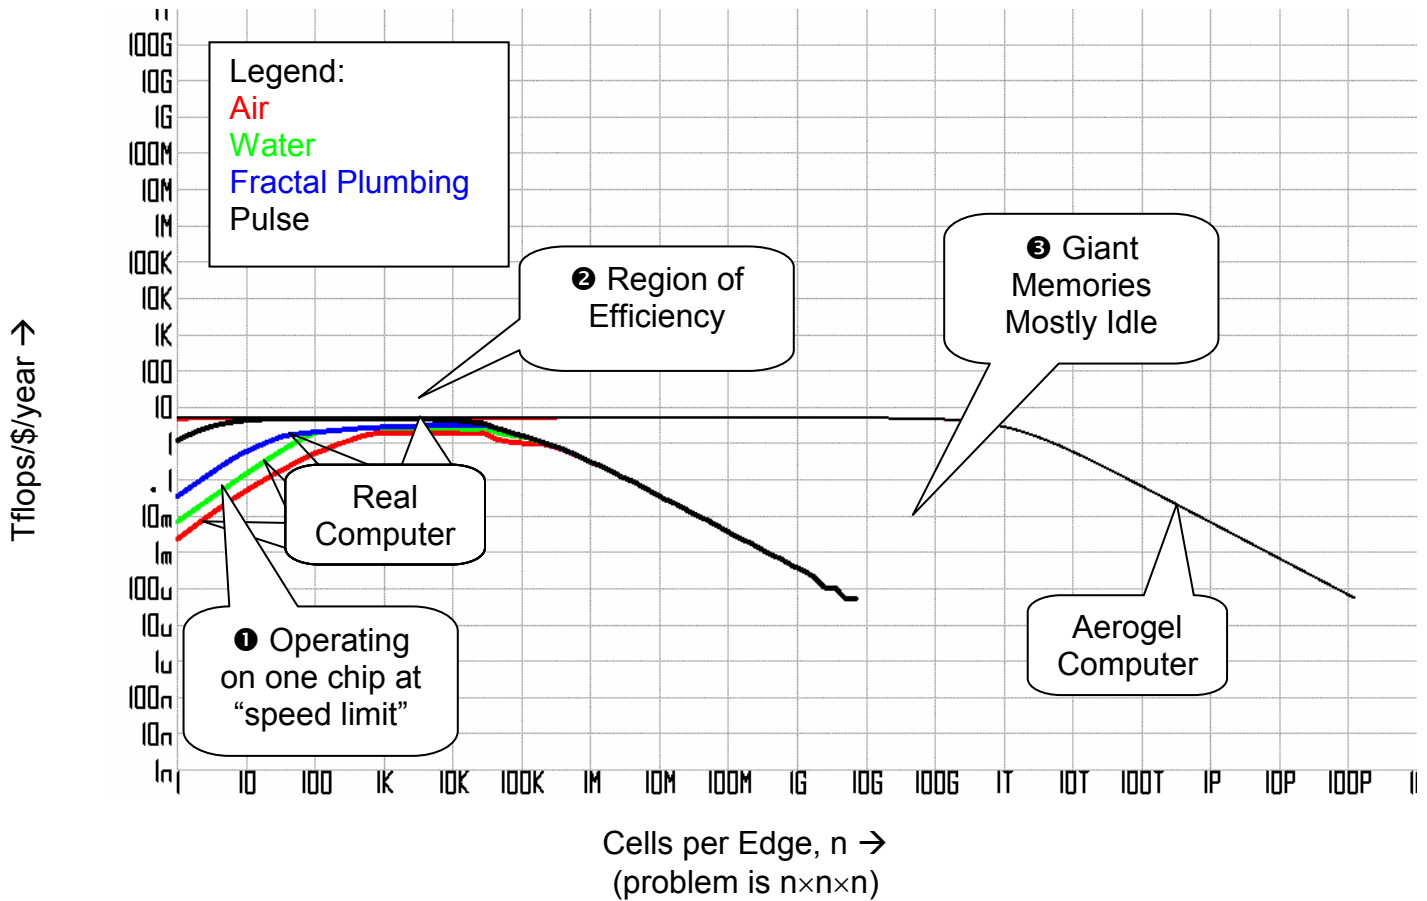 100G
10G
1G
100M
10M
1M
100K
10K
1K
100
10
1
.1
10m
1m
100u
10u
1u
100n
10n
1n
Tflops/$/year →
Legend:
Air
Water
Fractal Plumbing
Pulse
❷ Region of
Efficiency
❸ Giant
Memories
Mostly Idle
Real
Computer
❶ Operating
on one chip at
“speed limit”
Aerogel
Computer
1 10 100 1K 10K 100K 1M 10M 100M 1G 10G 100G 1T 10T 100T 1P 10P 100P
Cells per Edge, n →
(problem is n×n×n)